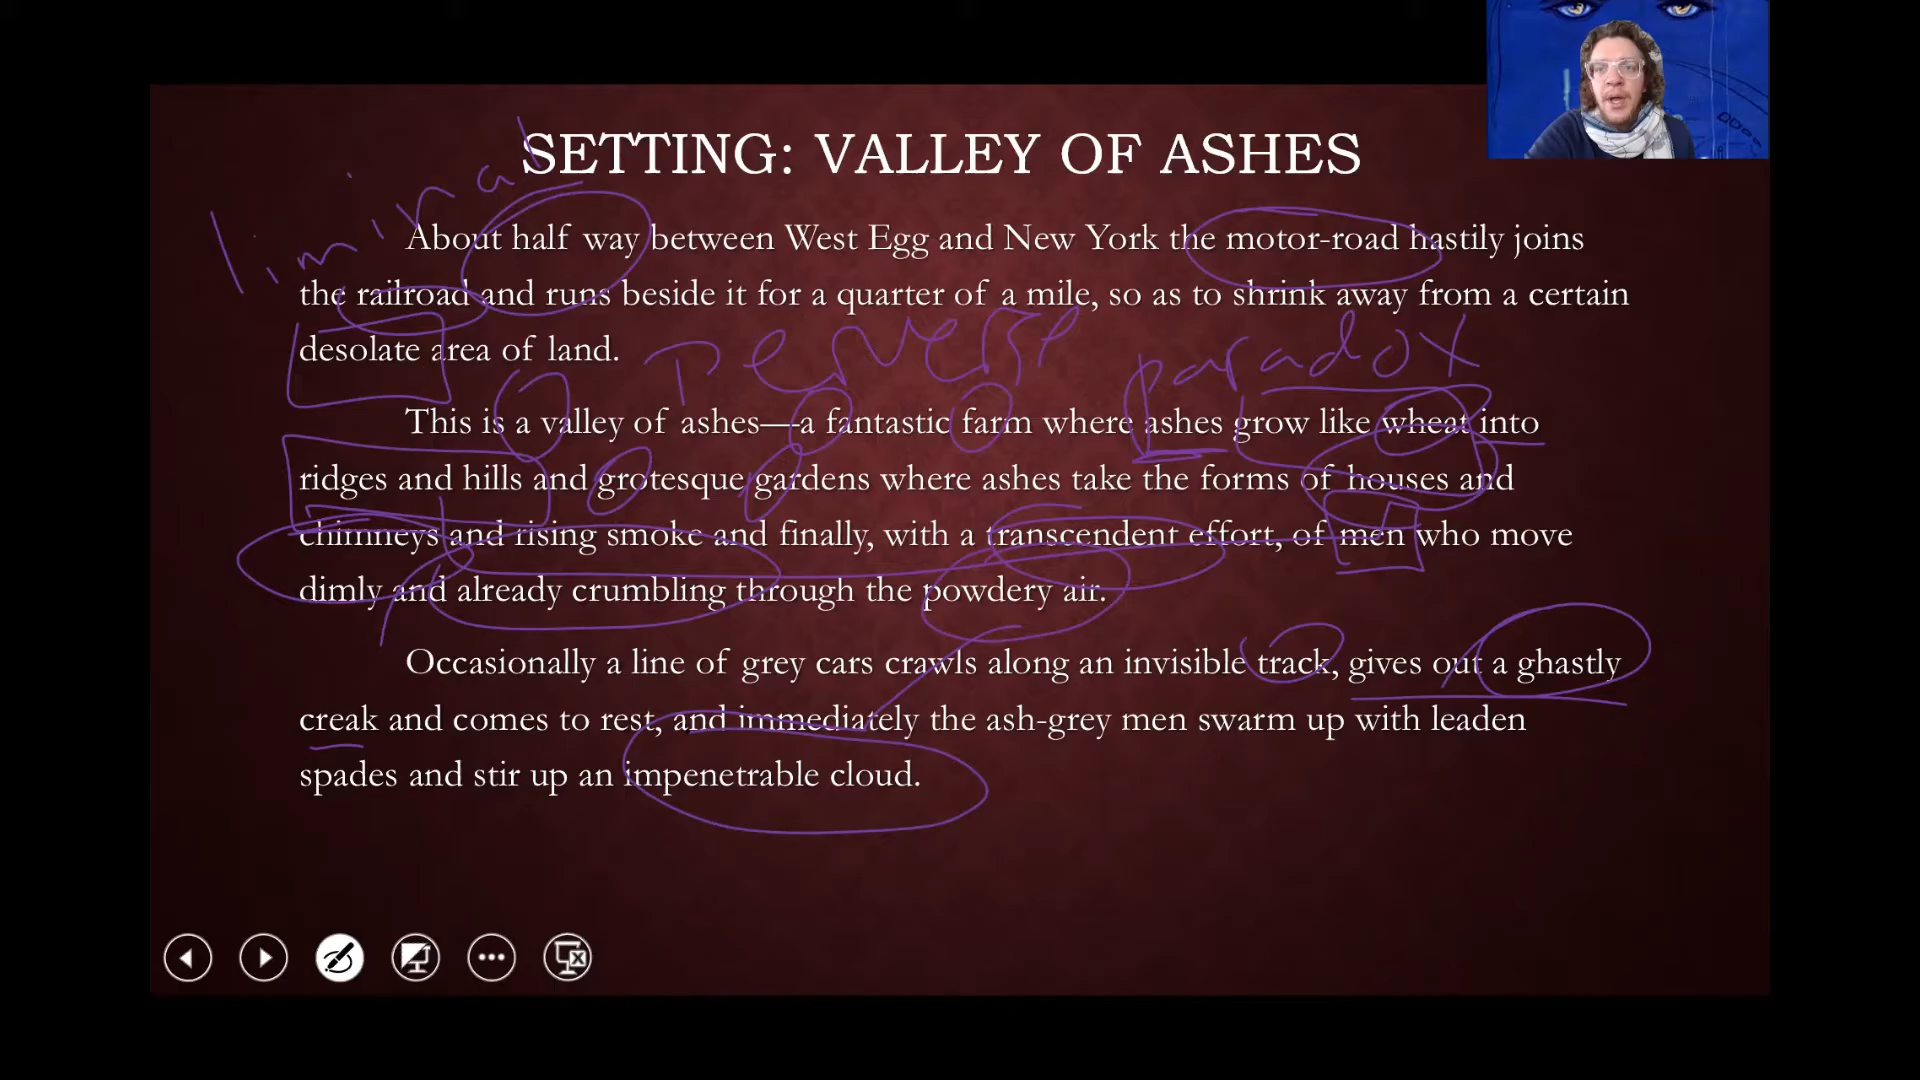 SETTING: VALLEY OF ASHES
liminal
About half way between West Egg and New York the motor-road hastily joins
the railroad and runs beside it for a quarter of a mile, so as to shrink away from a certain
desolate area of land.
perverse paradox
This is a valley of ashes—a fantastic farm where ashes grow like wheat into
ridges and hills and grotesque gardens where ashes take the forms of houses and
chimneys and rising smoke and finally, with a transcendent effort, of men who move
dimly and already crumbling through the powdery air.
Occasionally a line of grey cars crawls along an invisible track, gives out a ghastly
creak and comes to rest, and immediately the ash-grey men swarm up with leaden
spades and stir up an impenetrable cloud.